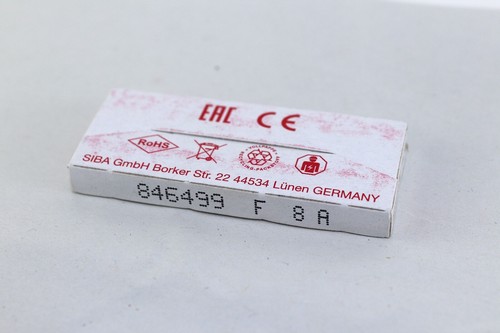 EAC CE
RoHS
SIBA GmbH Borker Str. 22 44534 Lünen GERMANY
846499 F 8 A